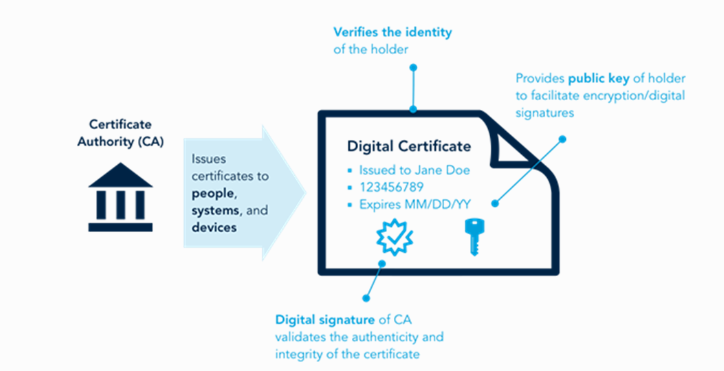 Verifies the identity
of the holder
Provides public key of holder
to facilitate encryption/digital
signatures
Certificate
Authority (CA)
Issues
certificates to
people,
systems, and
devices
Digital Certificate
▪ Issued to Jane Doe
▪ 123456789
▪ Expires MM/DD/YY
Digital signature of CA
validates the authenticity and
integrity of the certificate